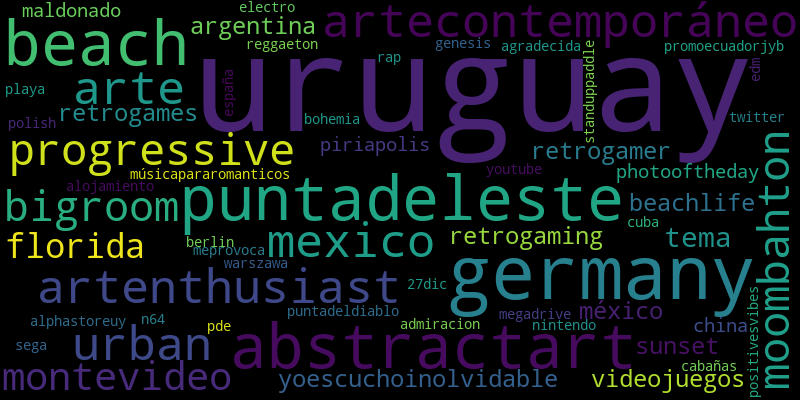 maldonado
electro
argentina
artecontemporáneo
beach
reggaeton
genesis
agradecida
promoecuadorjyb
rap
uruguay
edm
playa
arte
españa
standuppaddle
retrogames
bohemia
twitter
polish
progressive
piriapolis
retrogamer
músicapararomanticos
youtube
photooftheday
alojamiento
bigroom
puntadeleste
beachlife
moombahton
florida
berlin
mexico
retrogaming
cuba
tema
meprovoca
warszawa
artenthusiast
27dic
germany
puntadeldiablo
megadrive
méxico
positivesvibes
alphastoreuy
n64
pde
admiracion
nintendo
china
sega
urban
abstractart
sunset
montevideo
yoescuchoinolvidable
videojuegos
cabañas